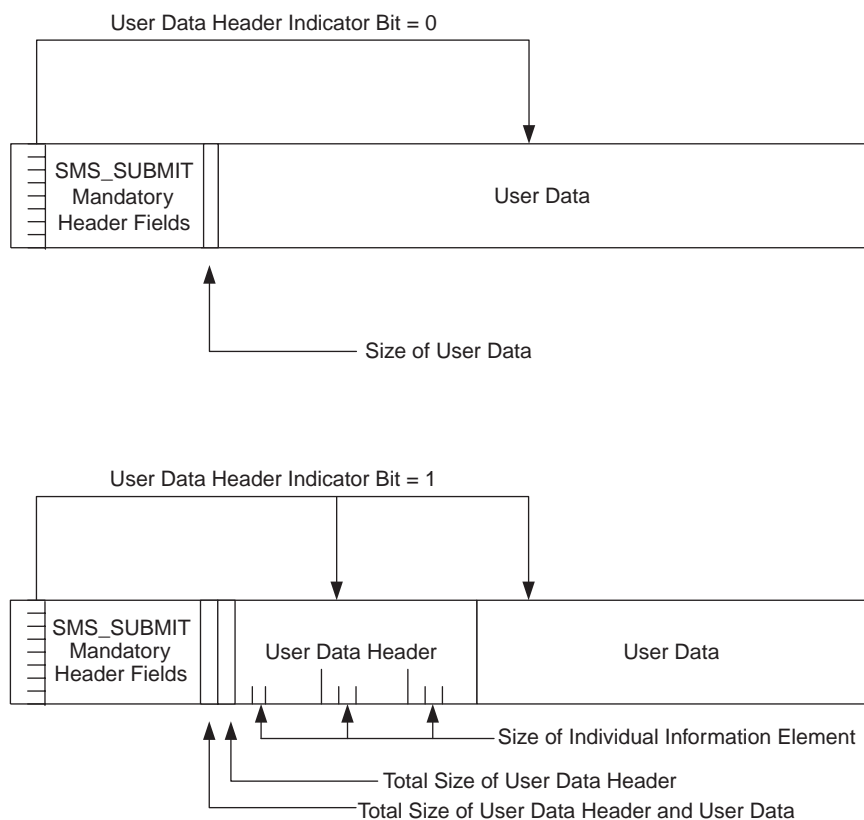 User Data Header Indicator Bit = 0
SMS_SUBMIT
Mandatory
Header Fields
User Data
Size of User Data
User Data Header Indicator Bit = 1
SMS_SUBMIT
Mandatory
Header Fields
User Data Header
User Data
Size of Individual Information Element
Total Size of User Data Header
Total Size of User Data Header and User Data